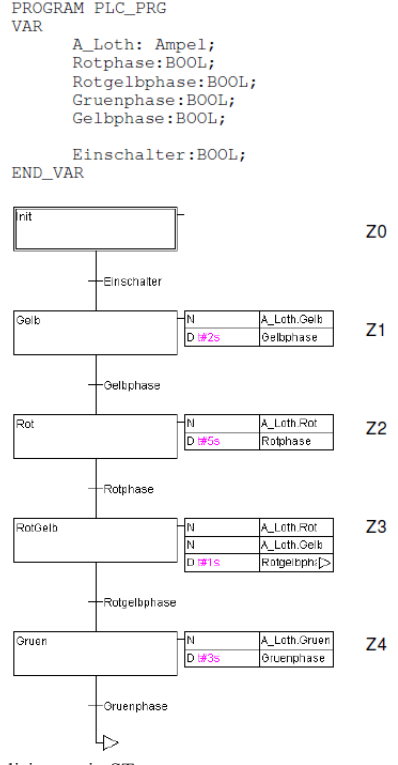 PROGRAM PLC_PRG
VAR
A_Loth: Ampel;
Rotphase:BOOL;
Rotgelbphase:BOOL;
Gruenphase:BOOL;
Gelbphase:BOOL;
Einschalter:BOOL;
END_VAR
Init
Z0
Einschalter
Gelb N A_Loth.Gelb
D t#2s Gelbphase
Z1
Gelbphase
Rot N A_Loth.Rot
D t#5s Rotphase
Z2
Rotphase
RotGelb N A_Loth.Rot
N A_Loth.Gelb
D t#1s Rotgelbph
Z3
Rotgelbphase
Gruen N A_Loth.Gruen
D t#3s Gruenphase
Z4
Gruenphase